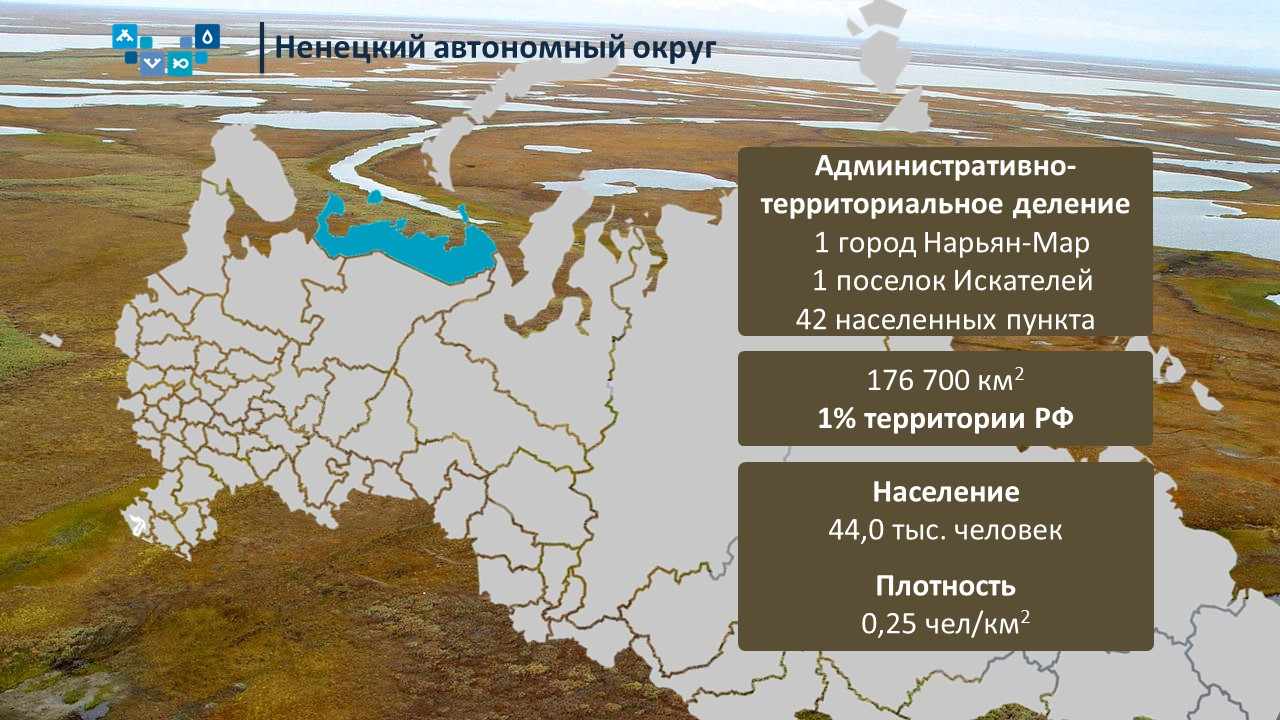 Ненецкий автономный округ
Административно-
территориальное деление
1 город Нарьян-Мар
1 поселок Искателей
42 населенных пункта
176 700 км²
1% территории РФ
Население
44,0 тыс. человек
Плотность
0,25 чел/км²